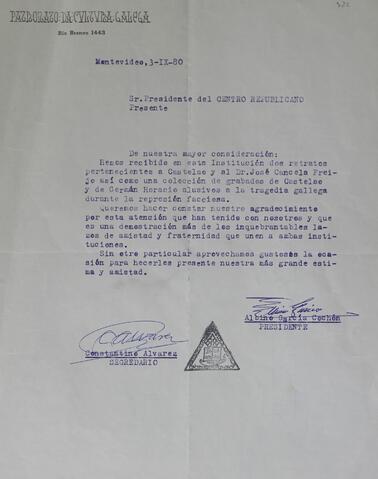 PATRONATO DA CULTURA GALEGA
Río Branco 1443
Montevideo, 3-IX-80
Sr. Presidente del CENTRO REPUBLICANO
Presente
De nuestra mayor consideración:
Hemos recibido en esta Institución dos retratos
pertenecientes a Castelao y al Dr. José Cancela Frei-
jo así como una colección de grabados de Castelao
y de Germán Horacio alusivos a la tragedia gallega
durante la represión facciosa.
Queremos hacer constar nuestro agradecimiento
por esta atención que han tenido con nosotros y que
es una demostración más de los inquebrantables la-
zos de amistad y fraternidad que unen a ambas insti-
tuciones.
Sin otro particular aprovechamos gustosos la oca-
sión para hacerles presente nuestra más grande esti-
ma y amistad.
Albino García Cochón
PRESIDENTE
Constantino Alvarez
SECREDARIO